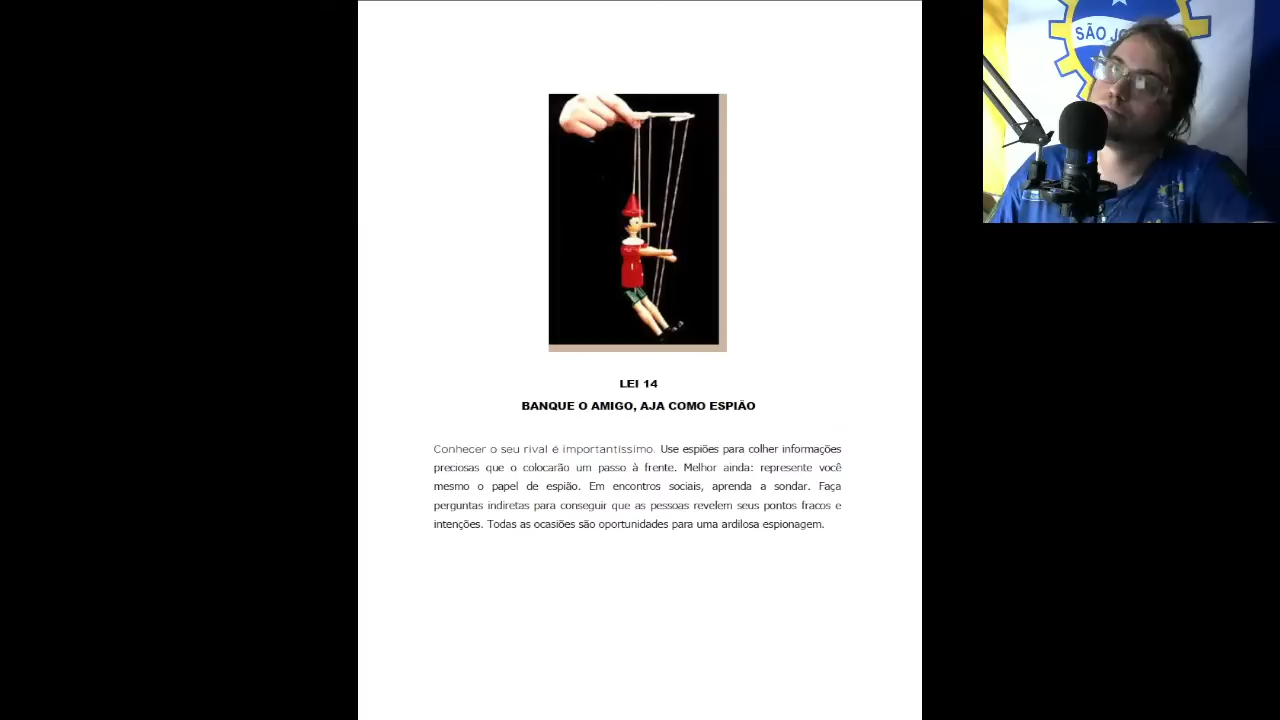 SÃO JO
LEI 14
BANQUE O AMIGO, AJA COMO ESPIÃO
Conhecer o seu rival é importantíssimo. Use espiões para colher informações
preciosas que o colocarão um passo à frente. Melhor ainda: represente você
mesmo o papel de espião. Em encontros sociais, aprenda a sondar. Faça
perguntas indiretas para conseguir que as pessoas revelem seus pontos fracos e
intenções. Todas as ocasiões são oportunidades para uma ardilosa espionagem.